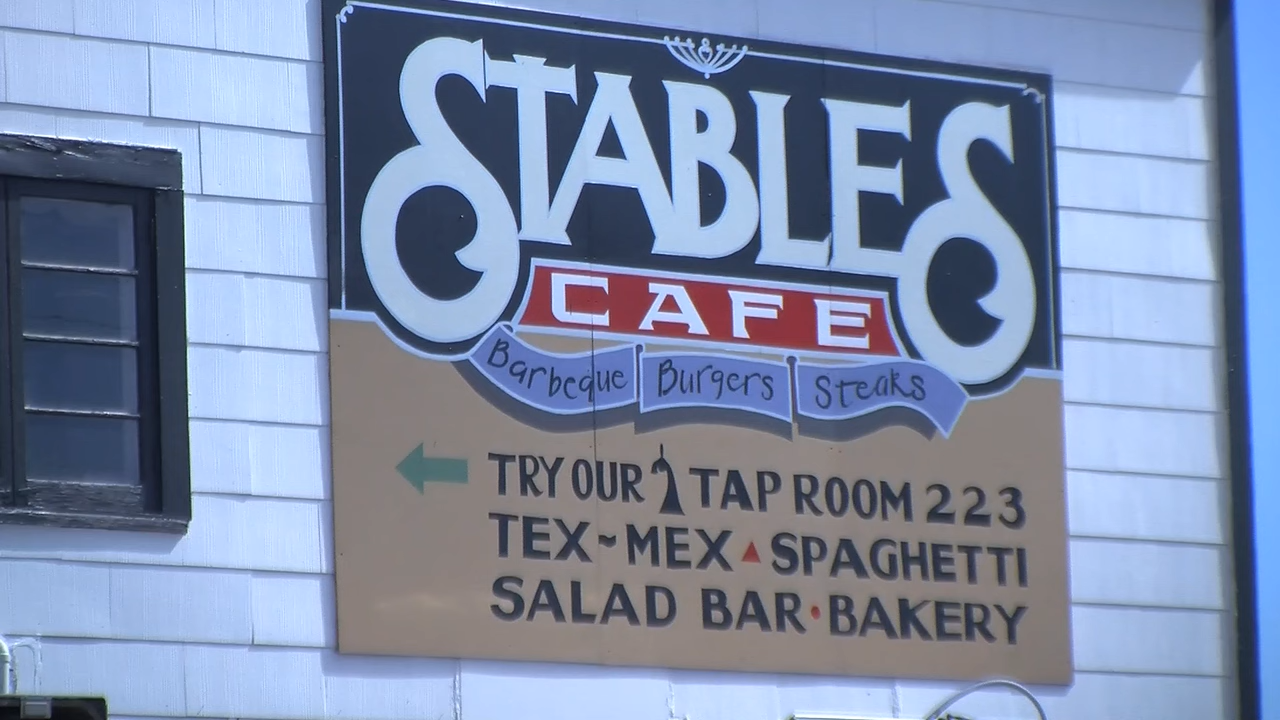 STABLES
CAFE
Barbeque Burgers Steaks
TRY OUR TAP ROOM 223
TEX~MEX SPAGHETTI
SALAD BAR • BAKERY